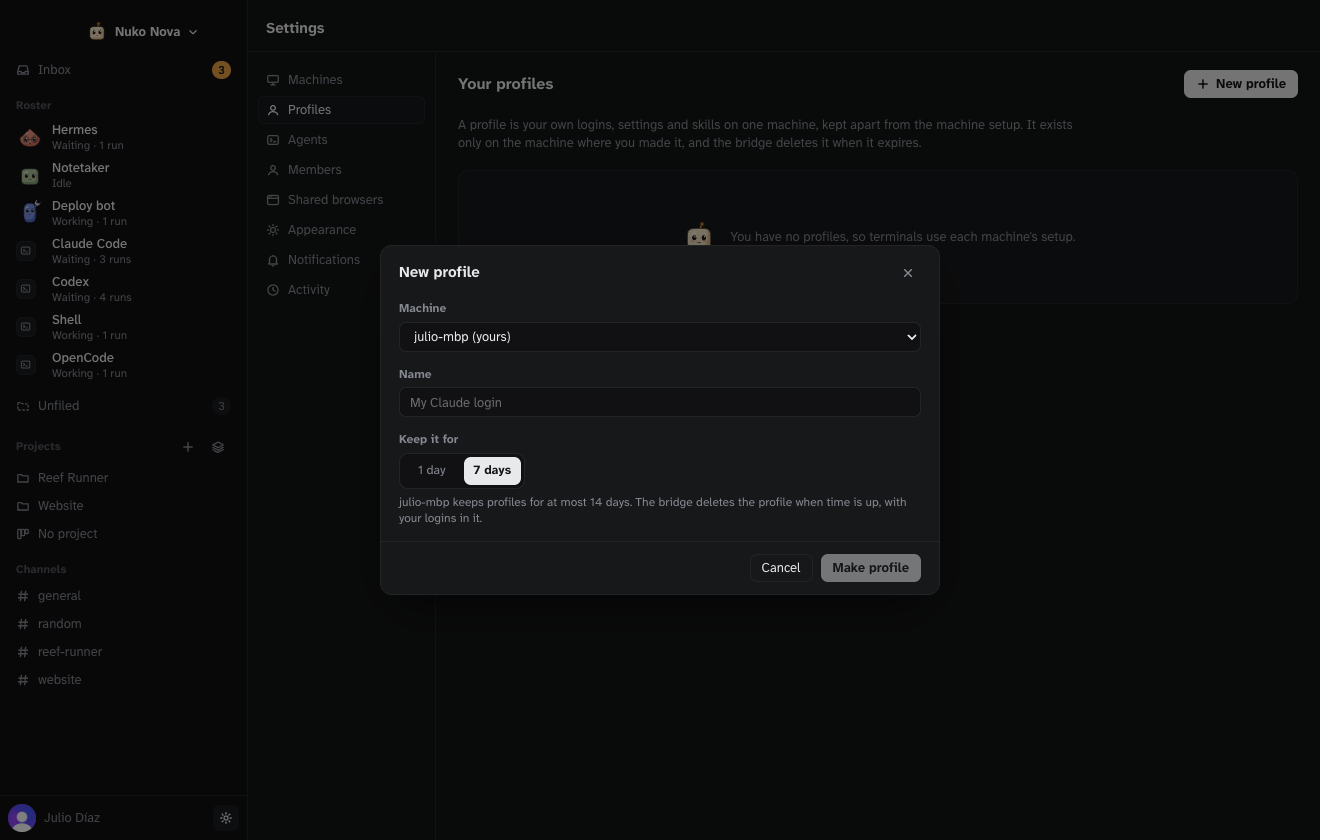 Nuko Nova
Inbox
3
Roster
Hermes
Waiting · 1 run
Notetaker
Idle
Deploy bot
Working · 1 run
Claude Code
Waiting · 3 runs
Codex
Waiting · 4 runs
Shell
Working · 1 run
OpenCode
Working · 1 run
Unfiled
3
Projects
Reef Runner
Website
No project
Channels
general
random
reef-runner
website
Julio Díaz
Settings
Machines
Profiles
Agents
Members
Shared browsers
Appearance
Notifications
Activity
Your profiles
New profile
A profile is your own logins, settings and skills on one machine, kept apart from the machine setup. It exists
only on the machine where you made it, and the bridge deletes it when it expires.
You have no profiles, so terminals use each machine's setup.
New profile
Machine
julio-mbp (yours)
Name
My Claude login
Keep it for
1 day
7 days
julio-mbp keeps profiles for at most 14 days. The bridge deletes the profile when time is up, with
your logins in it.
Cancel
Make profile